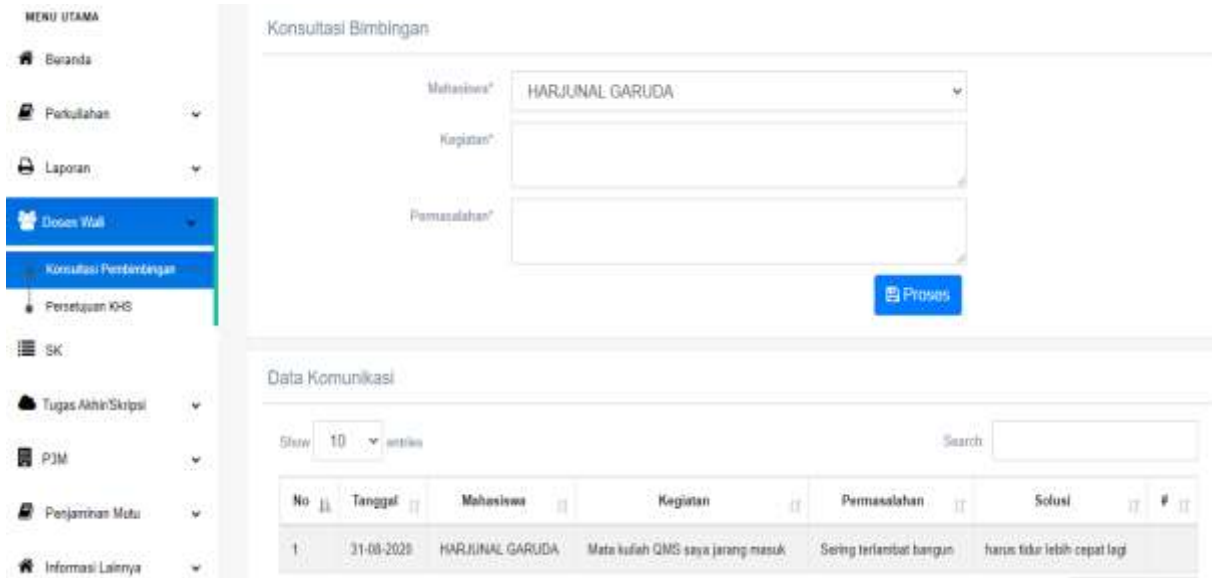 MENU UTAMA
Beranda
Perkuliahan
Laporan
Dosen Wali
Konsultasi Pembimbingan
Persetujuan KHS
SK
Tugas Akhir/Skripsi
P3M
Penjaminan Mutu
Informasi Lainnya
Konsultasi Bimbingan
Mahasiswa* HARJUNAL GARUDA
Kegiatan*
Permasalahan*
Proses
Data Komunikasi
Show 10 entries Search
No Tanggal Mahasiswa Kegiatan Permasalahan Solusi #
1 31-08-2020 HARJUNAL GARUDA Mata kuliah QMS saya jarang masuk Sering terlambat bangun harus tidur lebih cepat lagi